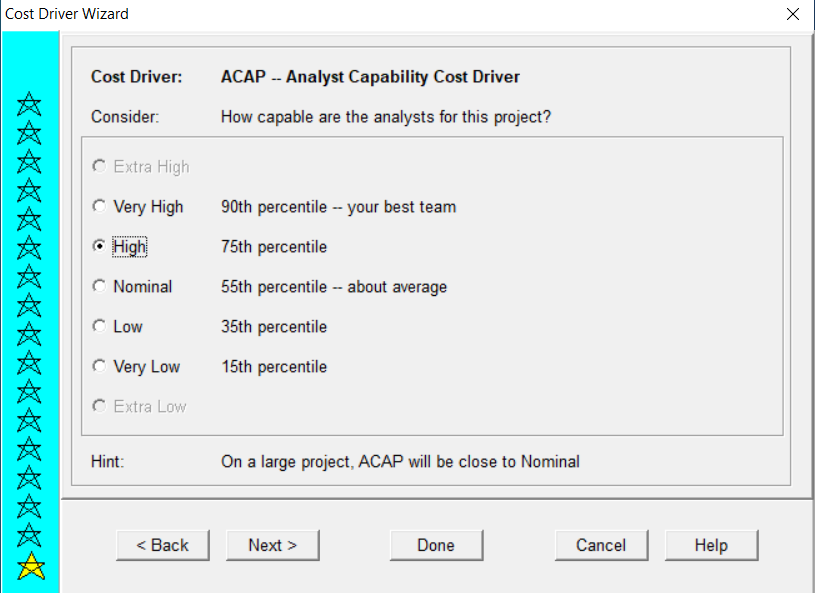 Cost Driver Wizard
Cost Driver: ACAP -- Analyst Capability Cost Driver
Consider: How capable are the analysts for this project?
Extra High
Very High 90th percentile -- your best team
High 75th percentile
Nominal 55th percentile -- about average
Low 35th percentile
Very Low 15th percentile
Extra Low
Hint: On a large project, ACAP will be close to Nominal
< Back Next > Done Cancel Help